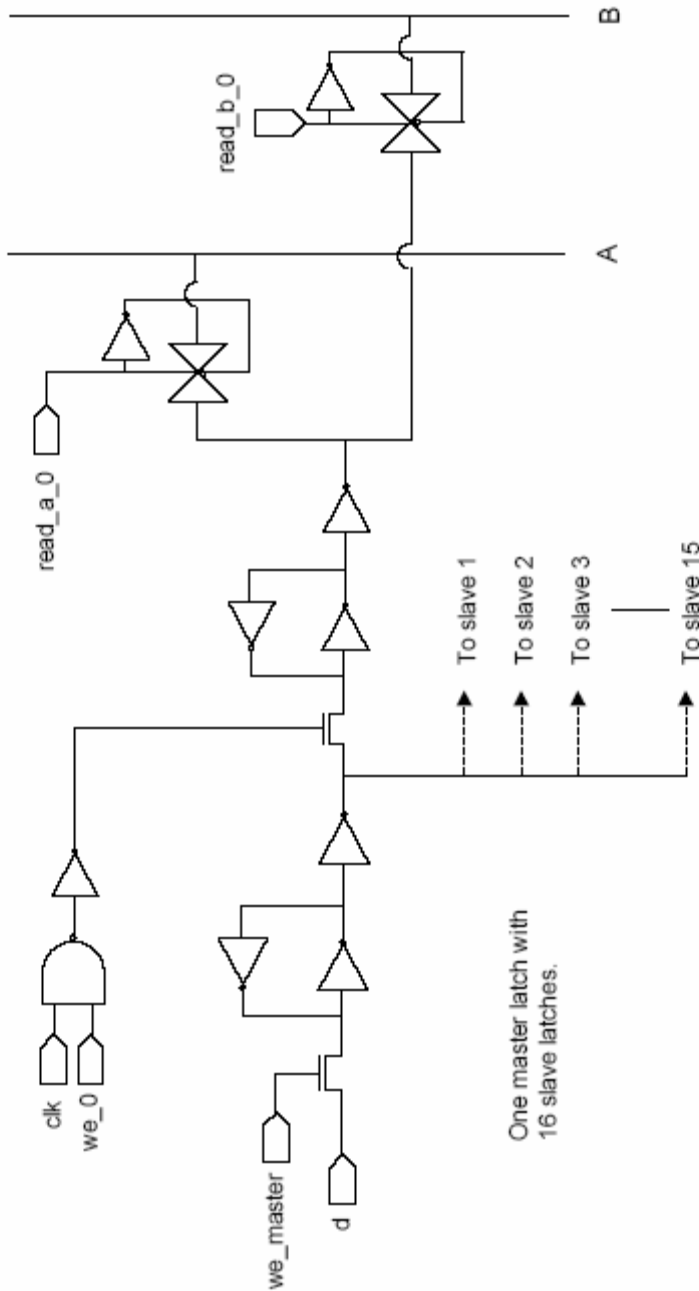 clk
we_0
we_master
d
read_a_0
read_b_0
One master latch with
16 slave latches.
To slave 1
To slave 2
To slave 3
To slave 15
A
B